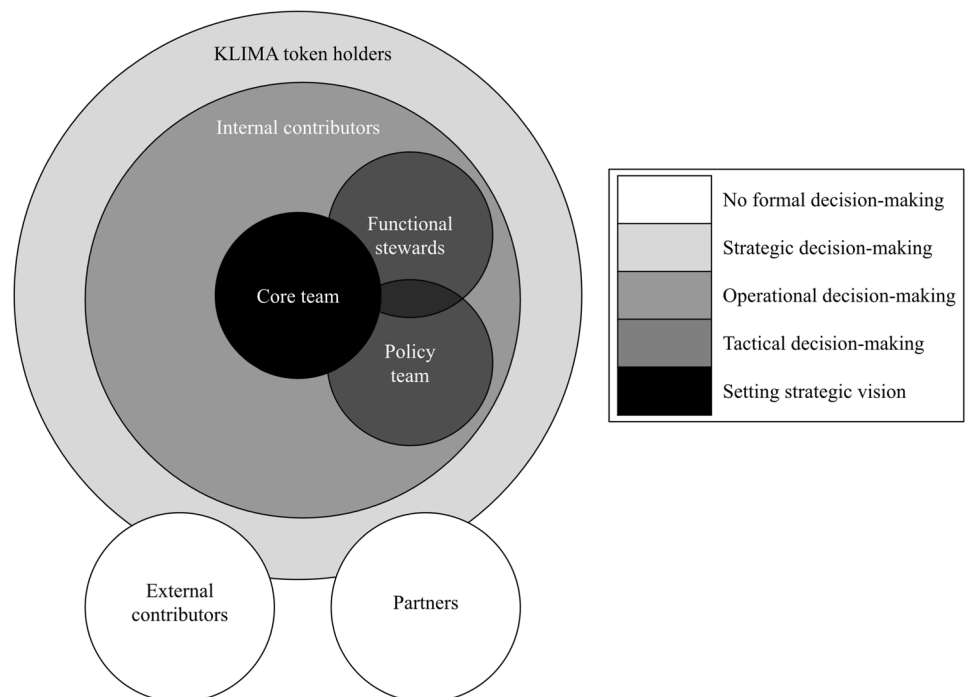 KLIMA token holders
Internal contributors
Functional
stewards
Core team
Policy
team
External
contributors
Partners
No formal decision-making
Strategic decision-making
Operational decision-making
Tactical decision-making
Setting strategic vision